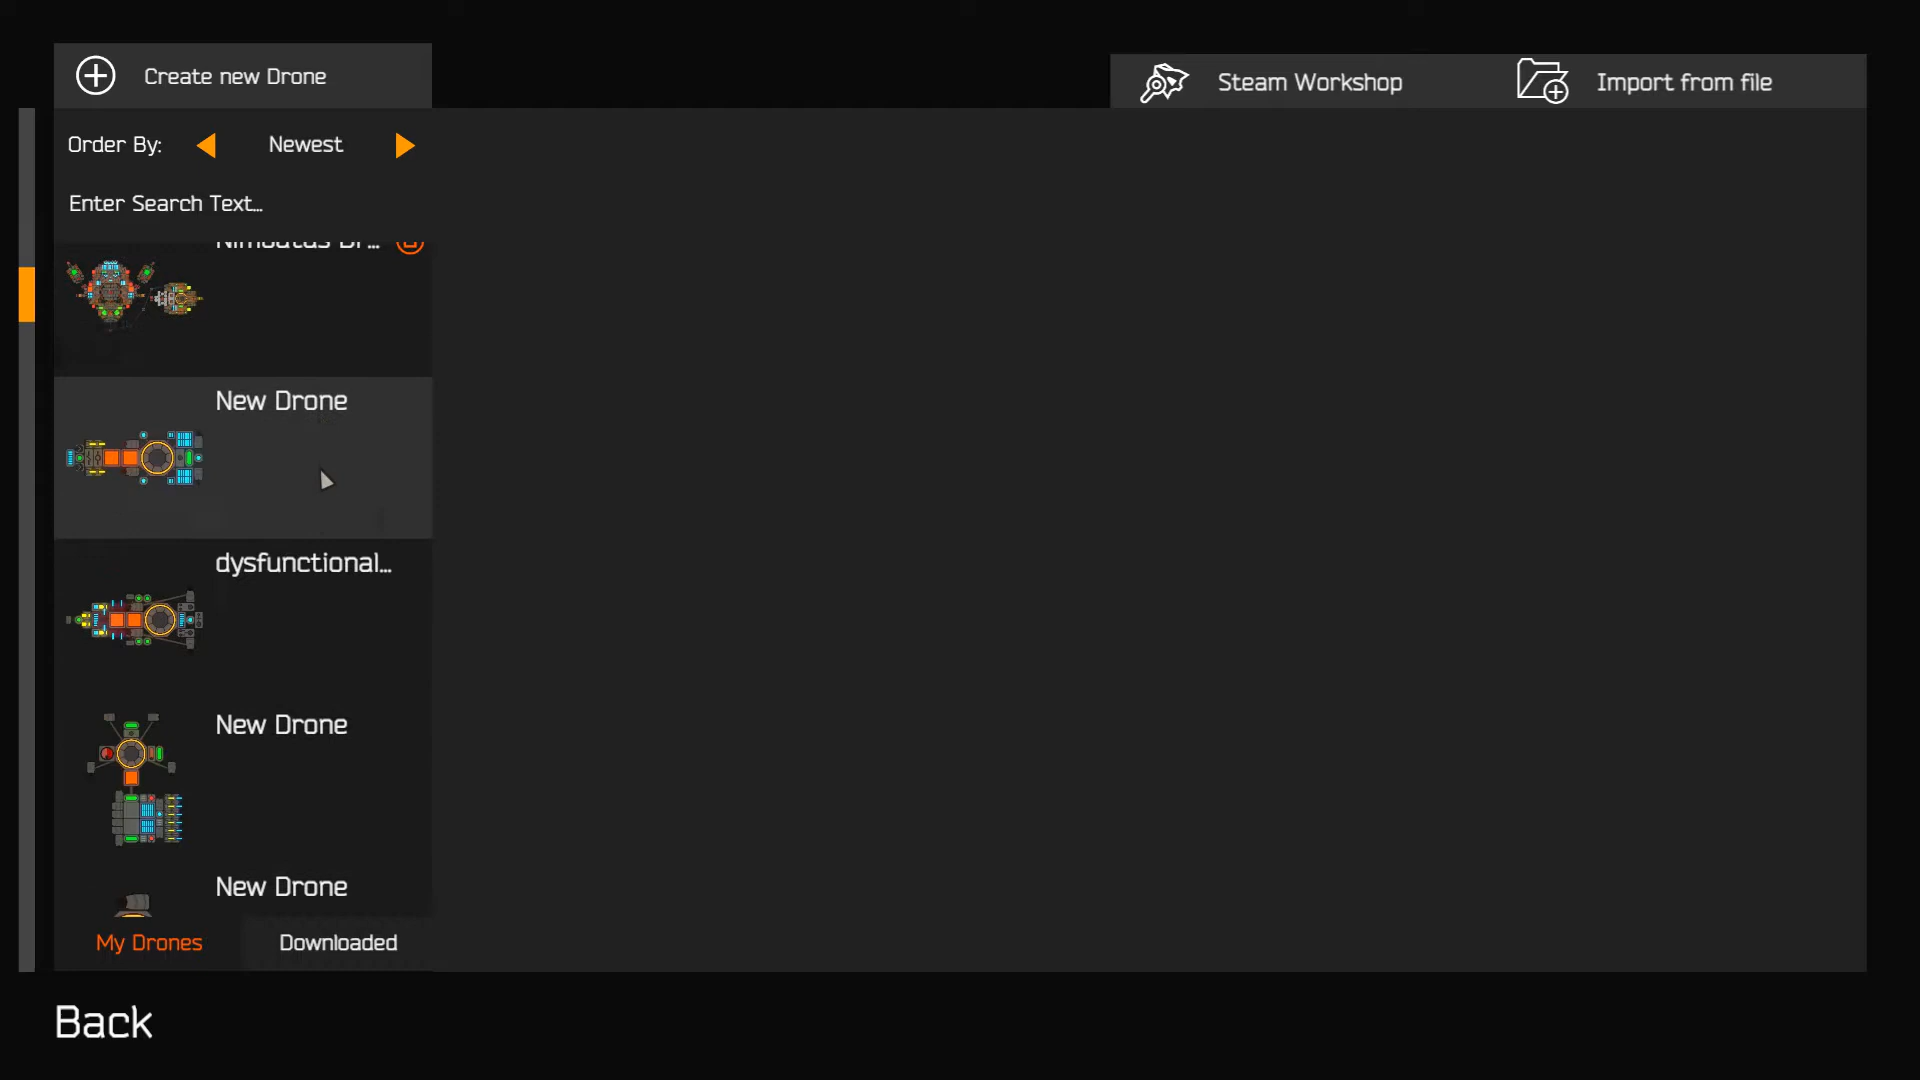 Create new Drone
Steam Workshop
Import from file
Order By:
Newest
Enter Search Text...
New Drone
dysfunctional...
New Drone
New Drone
My Drones
Downloaded
Back